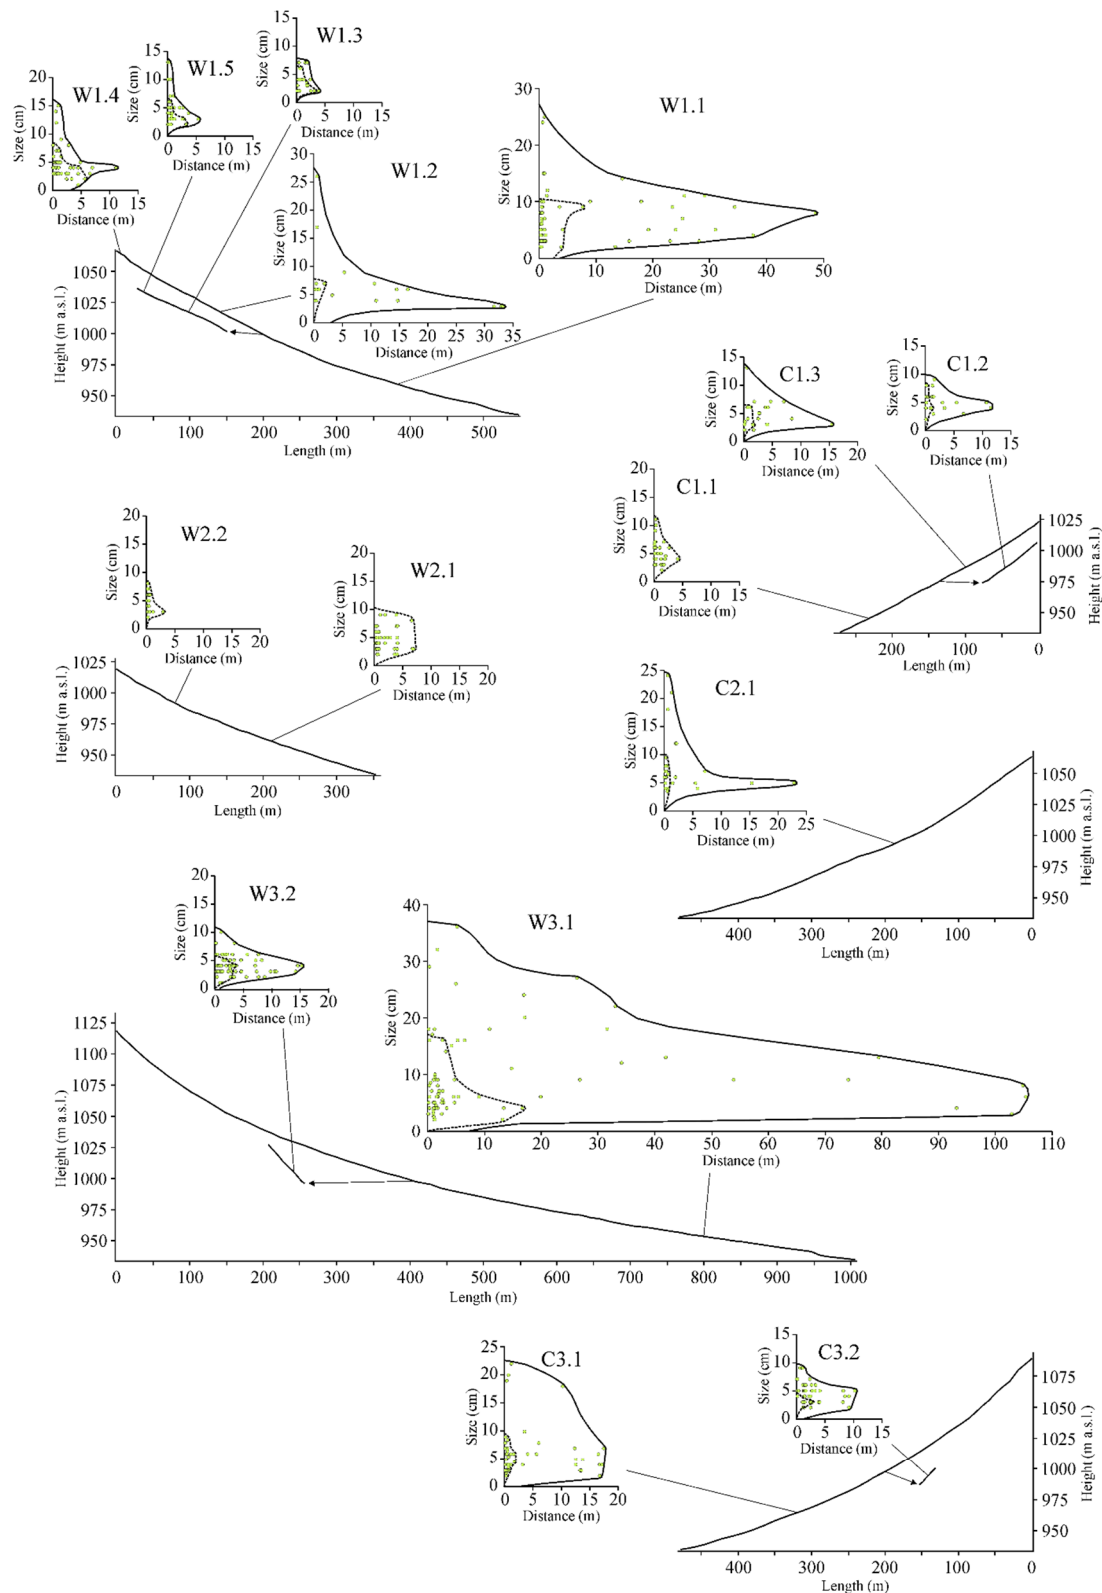 W1.4
Size (cm)
20
15
10
5
0
0 5 10 15
Distance (m)
W1.5
Size (cm)
15
10
5
0
0 5 10 15
Distance (m)
W1.3
Size (cm)
15
10
5
0
0 5 10 15
Distance (m)
W1.2
Size (cm)
30
25
20
15
10
5
0
0 5 10 15 20 25 30 35
Distance (m)
W1.1
Size (cm)
30
20
10
0
0 10 20 30 40 50
Distance (m)
Height (m a.s.l.)
1050
1025
1000
975
950
0 100 200 300 400 500
Length (m)
C1.3
Size (cm)
15
10
5
0
0 5 10 15 20
Distance (m)
C1.2
Size (cm)
10
5
0
0 5 10 15
Distance (m)
C1.1
Size (cm)
20
15
10
5
0
0 5 10 15 20
Distance (m)
1025
1000
975
950
Height (m a.s.l.)
200 100 0
Length (m)
W2.2
Size (cm)
20
15
10
5
0
0 5 10 15 20
Distance (m)
W2.1
Size (cm)
20
15
10
5
0
0 5 10 15 20
Distance (m)
Height (m a.s.l.)
1025
1000
975
950
0 100 200 300
Length (m)
C2.1
Size (cm)
25
20
15
10
5
0
0 5 10 15 20 25
Distance (m)
1050
1025
1000
975
950
Height (m a.s.l.)
400 300 200 100 0
Length (m)
W3.2
Size (cm)
20
15
10
5
0
0 5 10 15 20
Distance (m)
W3.1
Size (cm)
40
30
20
10
0
0 10 20 30 40 50 60 70 80 90 100 110
Distance (m)
Height (m a.s.l.)
1125
1100
1075
1050
1025
1000
975
950
0 100 200 300 400 500 600 700 800 900 1000
Length (m)
C3.1
Size (cm)
25
20
15
10
5
0
0 5 10 15 20
Distance (m)
C3.2
Size (cm)
15
10
5
0
0 5 10 15
Distance (m)
1075
1050
1025
1000
975
950
Height (m a.s.l.)
400 300 200 100 0
Length (m)